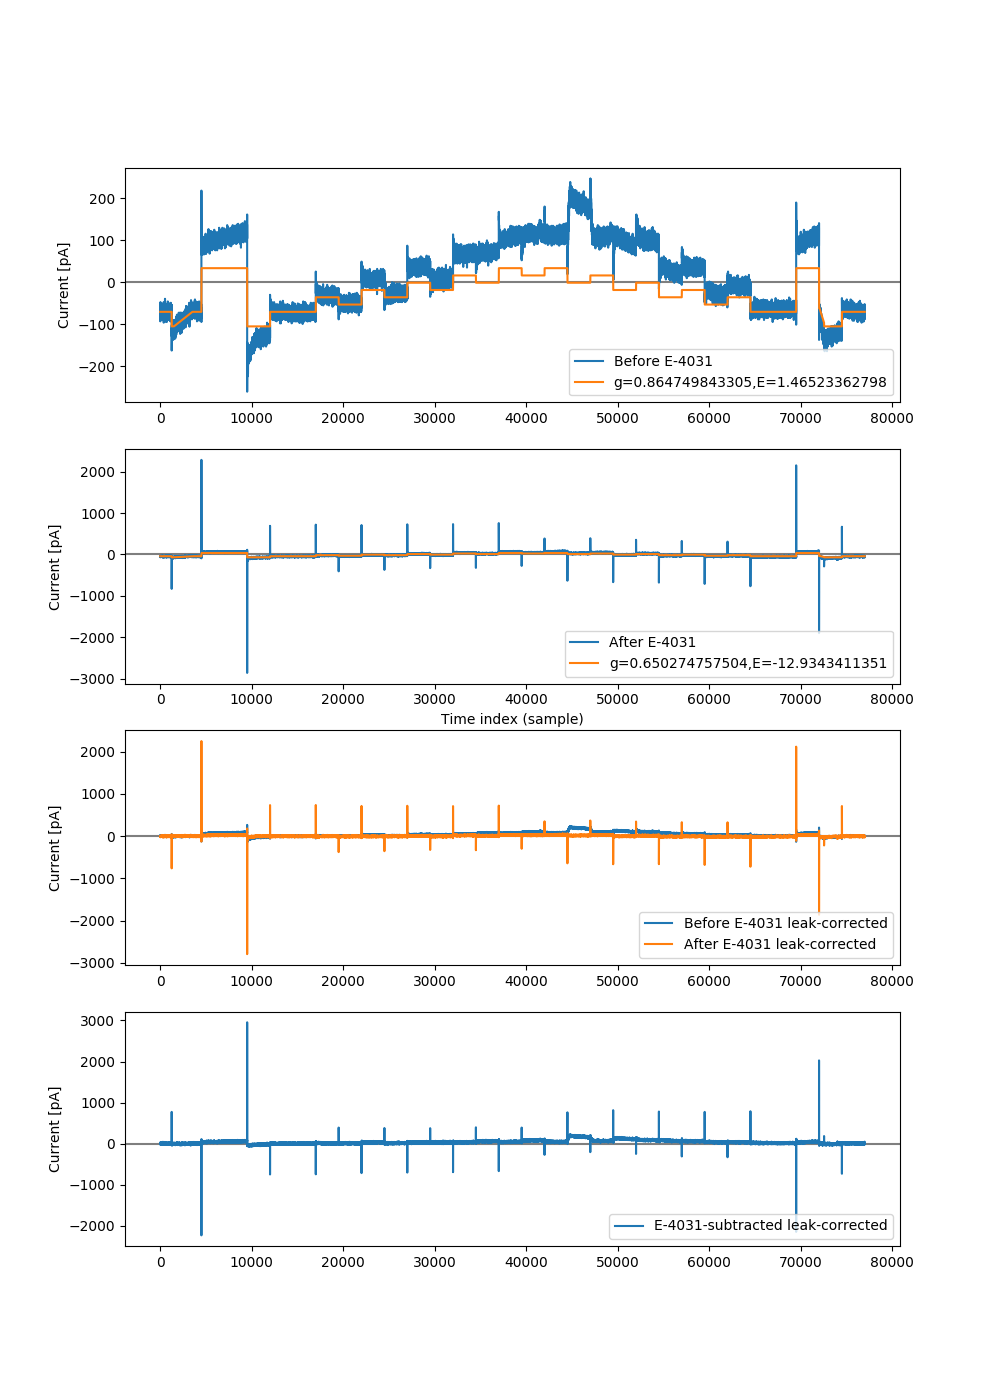 200
100
0
−100
−200
Current [pA]
Before E-4031
g=0.864749843305,E=1.46523362798
0 10000 20000 30000 40000 50000 60000 70000 80000
2000
1000
0
−1000
−2000
−3000
Current [pA]
After E-4031
g=0.650274757504,E=-12.9343411351
0 10000 20000 30000 40000 50000 60000 70000 80000
Time index (sample)
2000
1000
0
−1000
−2000
−3000
Current [pA]
Before E-4031 leak-corrected
After E-4031 leak-corrected
0 10000 20000 30000 40000 50000 60000 70000 80000
3000
2000
1000
0
−1000
−2000
Current [pA]
E-4031-subtracted leak-corrected
0 10000 20000 30000 40000 50000 60000 70000 80000